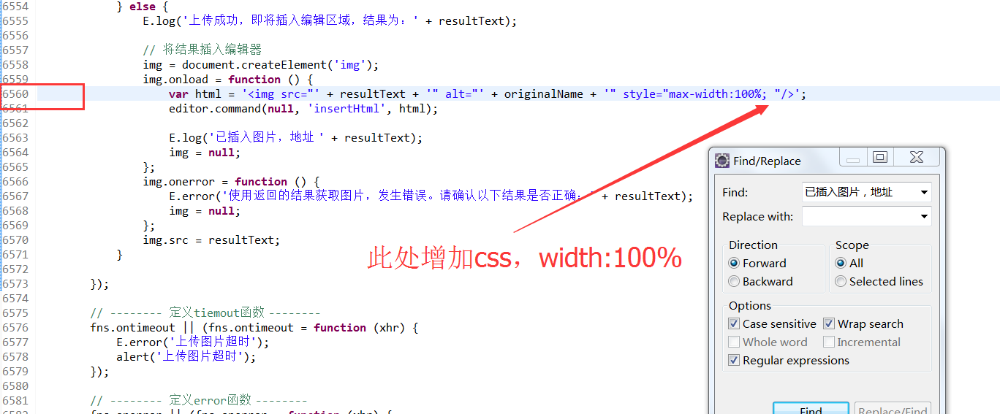 6554 } else {
6555 E.log('上传成功，即将插入编辑区域，结果为：' + resultText);
6556
6557 // 将结果插入编辑器
6558 img = document.createElement('img');
6559 img.onload = function () {
6560 var html = '<img src="' + resultText + '" alt="' + originalName + '" style="max-width:100%; "/>';
6561 editor.command(null, 'insertHtml', html);
6562
6563 E.log('已插入图片，地址 ' + resultText);
6564 img = null;
6565 };
6566 img.onerror = function () {
6567 E.error('使用返回的结果获取图片，发生错误。请确认以下结果是否正确：' + resultText);
6568 img = null;
6569 };
6570 img.src = resultText;
6571 }
6572
6573 });
6574
6575 // -------- 定义tiemout函数 --------
6576 fns.ontimeout || (fns.ontimeout = function (xhr) {
6577 E.error('上传图片超时');
6578 alert('上传图片超时');
6579 });
6580
6581 // -------- 定义error函数 --------
此处增加css，width:100%
Find/Replace
Find: 已插入图片，地址
Replace with:
Direction
Forward
Backward
Scope
All
Selected lines
Options
Case sensitive
Wrap search
Whole word
Incremental
Regular expressions
Find
Replace/Find